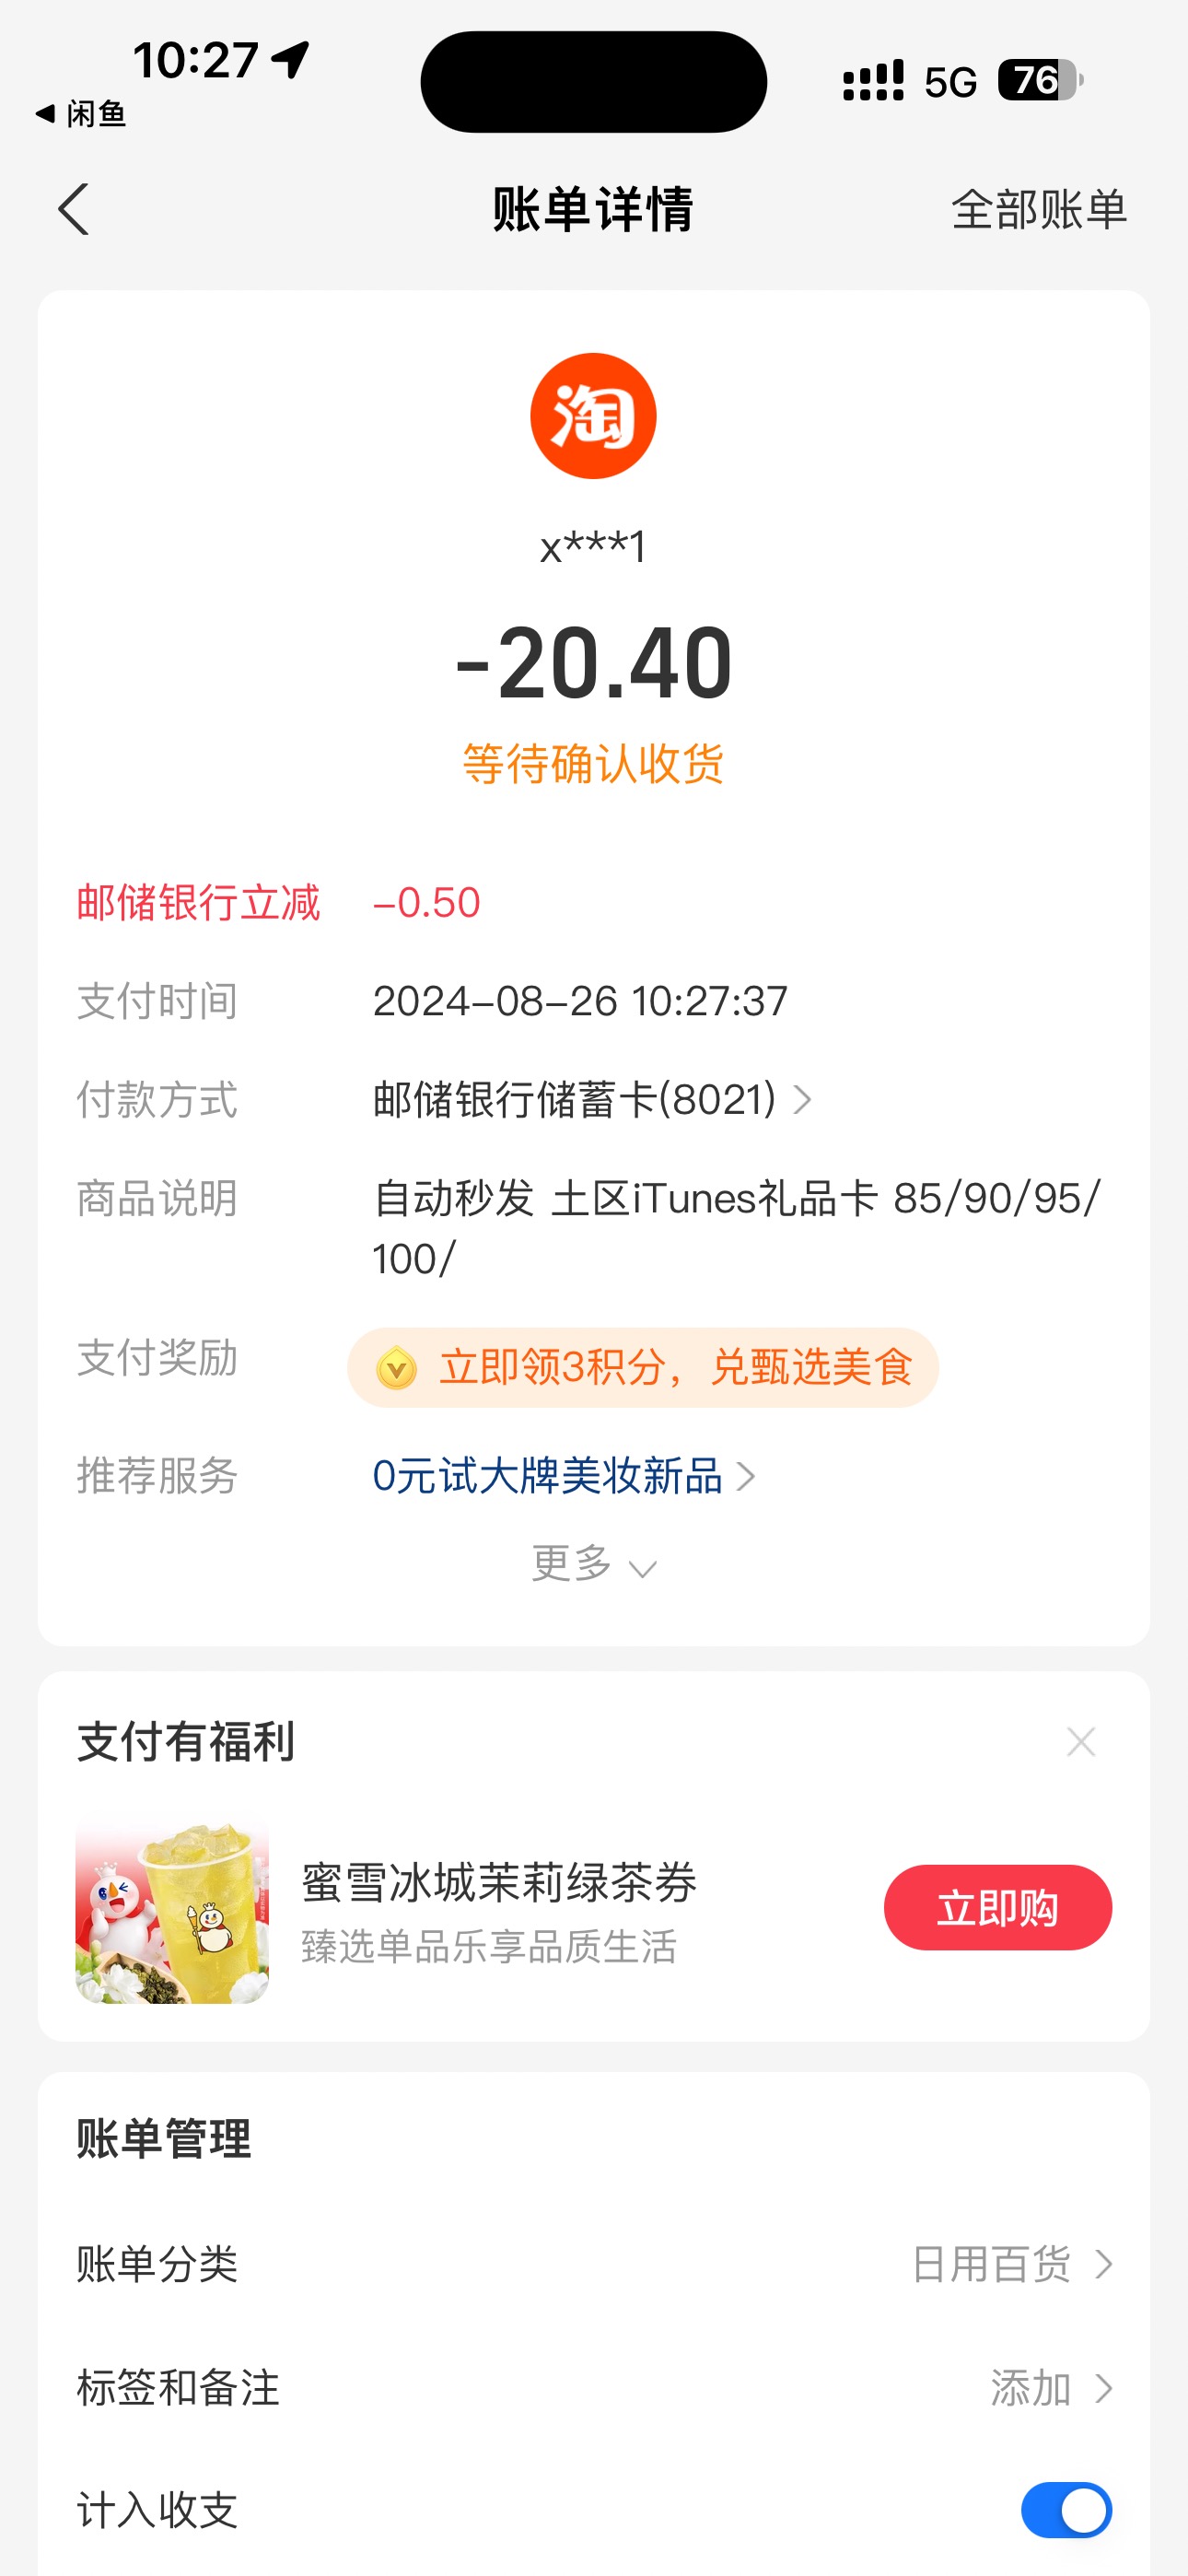 10:27
5G
76
闲鱼
账单详情
全部账单
淘
x***1
-20.40
等待确认收货
邮储银行立减
-0.50
支付时间
2024-08-26 10:27:37
付款方式
邮储银行储蓄卡(8021)
商品说明
自动秒发 土区iTunes礼品卡 85/90/95/
100/
支付奖励
立即领3积分，兑甄选美食
推荐服务
0元试大牌美妆新品
更多
支付有福利
蜜雪冰城茉莉绿茶券
臻选单品乐享品质生活
立即购
账单管理
账单分类
日用百货
标签和备注
添加
计入收支